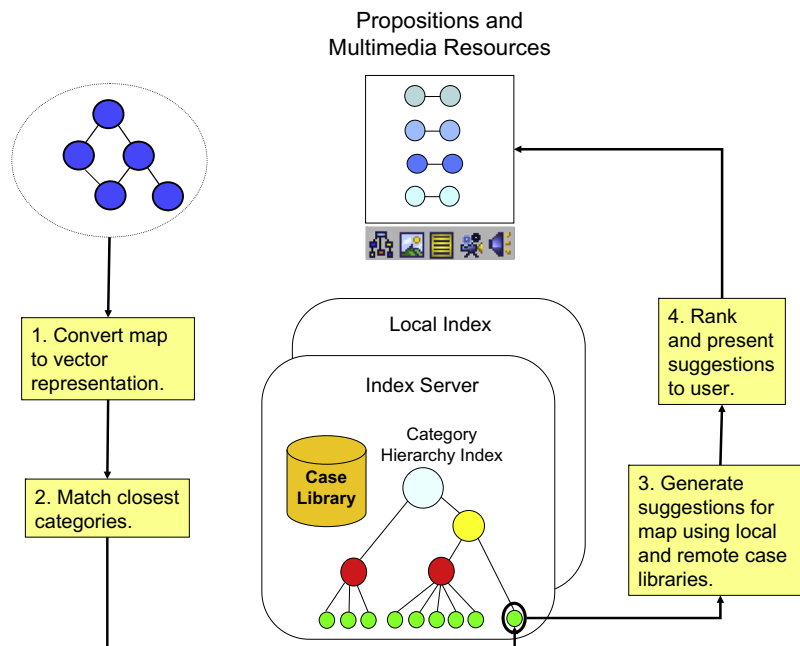 Propositions and
Multimedia Resources
1. Convert map
to vector
representation.
2. Match closest
categories.
Local Index
Index Server
Case
Library
Category
Hierarchy Index
3. Generate
suggestions for
map using local
and remote case
libraries.
4. Rank
and present
suggestions
to user.